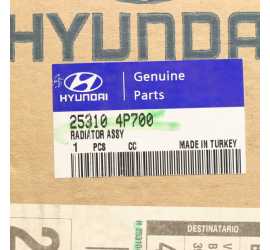 HYUNDAI
HYUNDAI
Genuine
Parts
25310 4P700
RADIATOR ASSY
1 PCS CC MADE IN TURKEY
DESTINATARIO